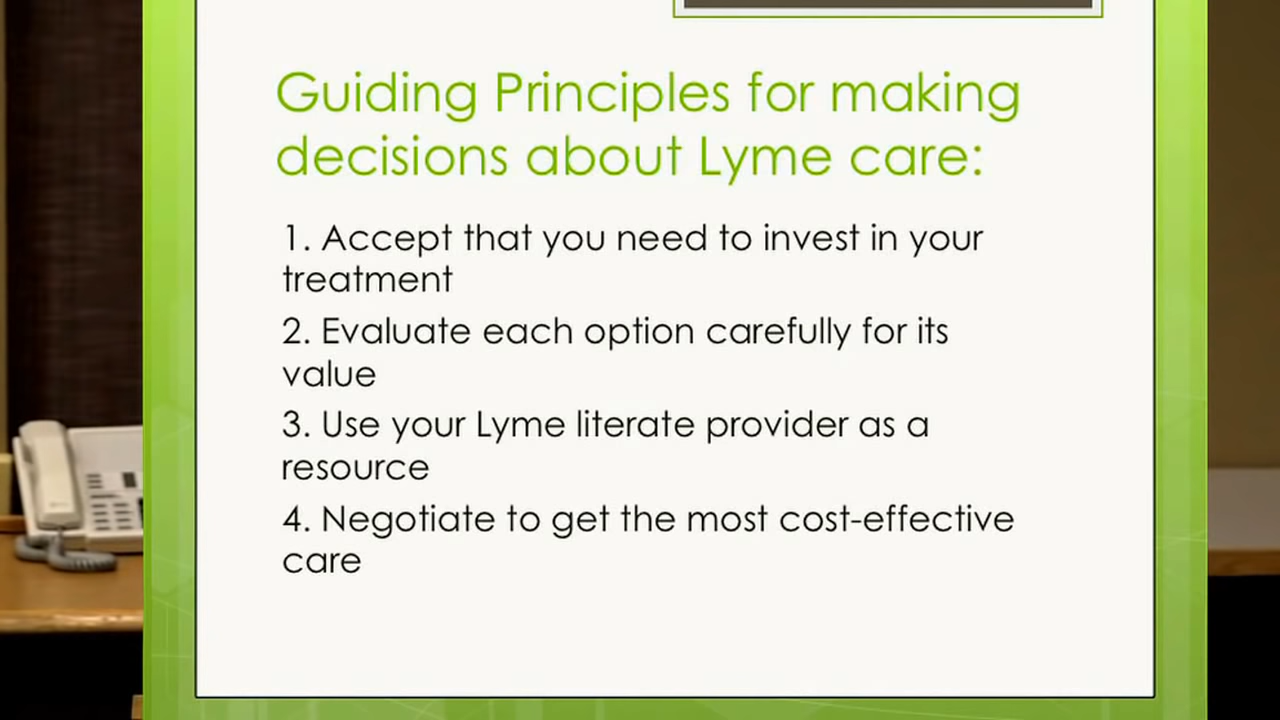 Guiding Principles for making
decisions about Lyme care:
1. Accept that you need to invest in your
treatment
2. Evaluate each option carefully for its
value
3. Use your Lyme literate provider as a
resource
4. Negotiate to get the most cost-effective
care